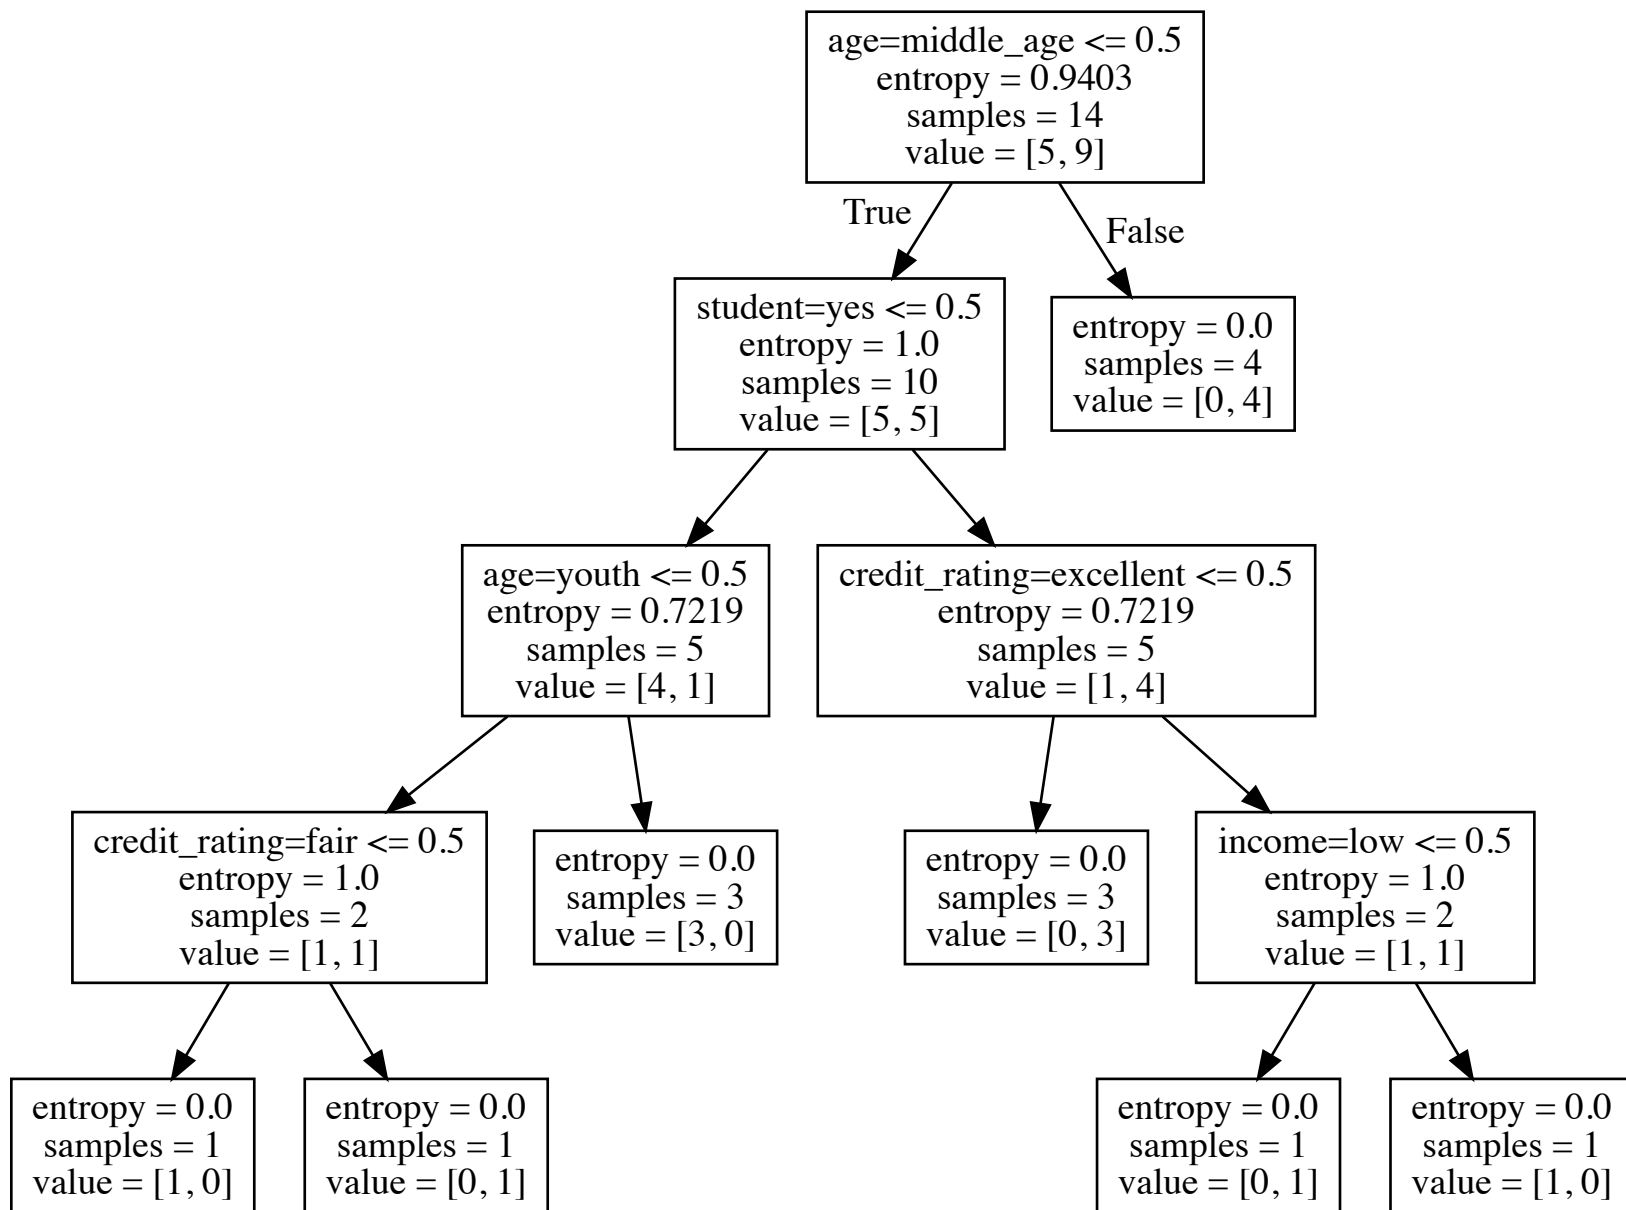 age=middle_age <= 0.5
entropy = 0.9403
samples = 14
value = [5, 9]
True
False
student=yes <= 0.5
entropy = 1.0
samples = 10
value = [5, 5]
entropy = 0.0
samples = 4
value = [0, 4]
age=youth <= 0.5
entropy = 0.7219
samples = 5
value = [4, 1]
credit_rating=excellent <= 0.5
entropy = 0.7219
samples = 5
value = [1, 4]
credit_rating=fair <= 0.5
entropy = 1.0
samples = 2
value = [1, 1]
entropy = 0.0
samples = 3
value = [3, 0]
entropy = 0.0
samples = 3
value = [0, 3]
income=low <= 0.5
entropy = 1.0
samples = 2
value = [1, 1]
entropy = 0.0
samples = 1
value = [1, 0]
entropy = 0.0
samples = 1
value = [0, 1]
entropy = 0.0
samples = 1
value = [0, 1]
entropy = 0.0
samples = 1
value = [1, 0]